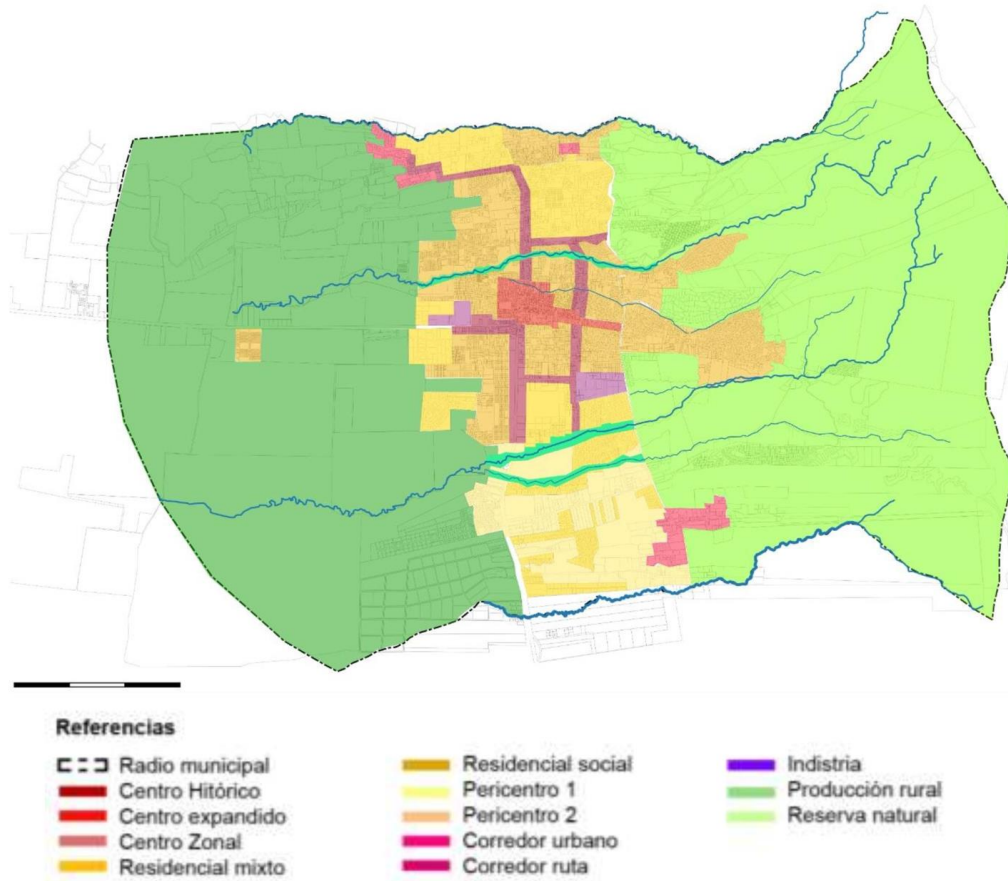 Referencias
Radio municipal
Centro Hitórico
Centro expandido
Centro Zonal
Residencial mixto
Residencial social
Pericentro 1
Pericentro 2
Corredor urbano
Corredor ruta
Indistria
Producción rural
Reserva natural